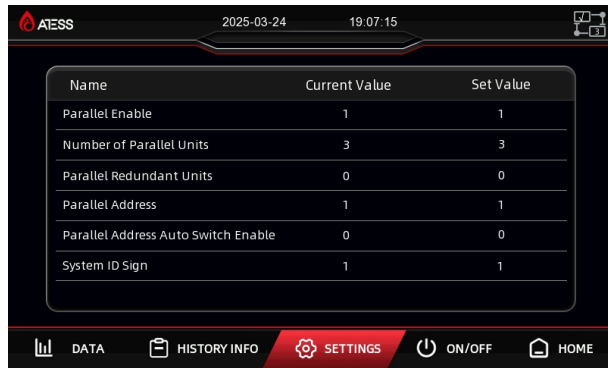 ATESS 2025-03-24 19:07:15
3
Name Current Value Set Value
Parallel Enable 1 1
Number of Parallel Units 3 3
Parallel Redundant Units 0 0
Parallel Address 1 1
Parallel Address Auto Switch Enable 0 0
System ID Sign 1 1
DATA HISTORY INFO SETTINGS ON/OFF HOME